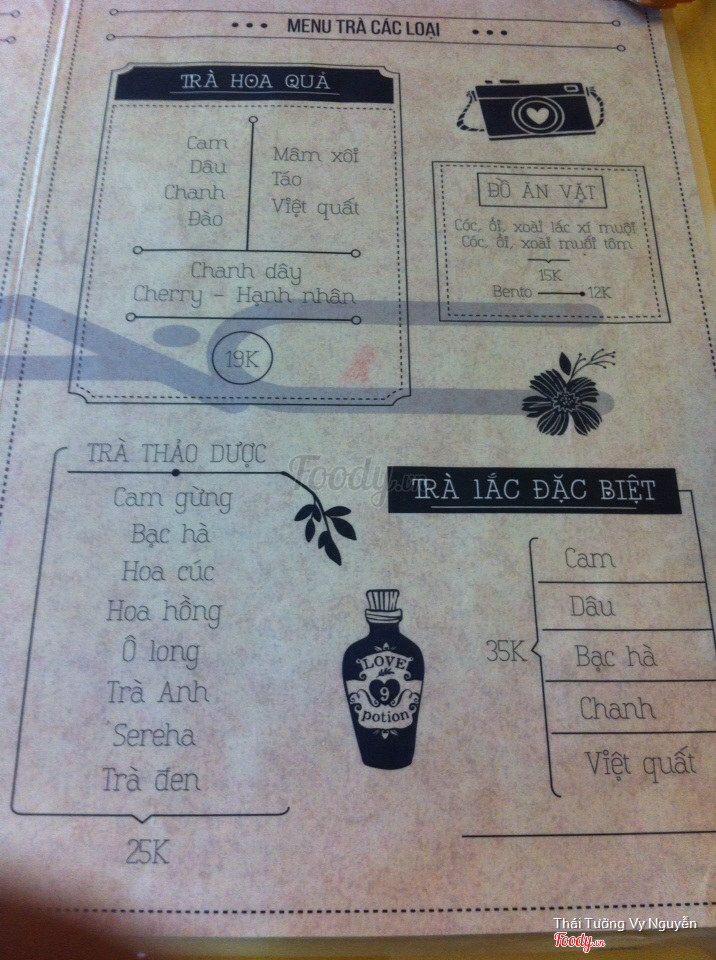 MENU TRÀ CÁC LOẠI
TRÀ HOA QUẢ
Cam
Dâu
Chanh
Đào
Mâm xôi
Táo
Việt quất
Chanh dây
Cherry - Hạnh nhân
19K
ĐỒ ĂN VẶT
Cóc, ổi, xoài lắc xí muội
Cóc, ổi, xoài muối tôm
15K
Bento 12K
TRÀ THẢO DƯỢC
Cam gừng
Bạc hà
Hoa cúc
Hoa hồng
Ô long
Trà Anh
Sereha
Trà đen
25K
Foody.vn
LOVE
9
potion
TRÀ LẮC ĐẶC BIỆT
35K
Cam
Dâu
Bạc hà
Chanh
Việt quất
Thái Tường Vy Nguyễn
Foody.vn